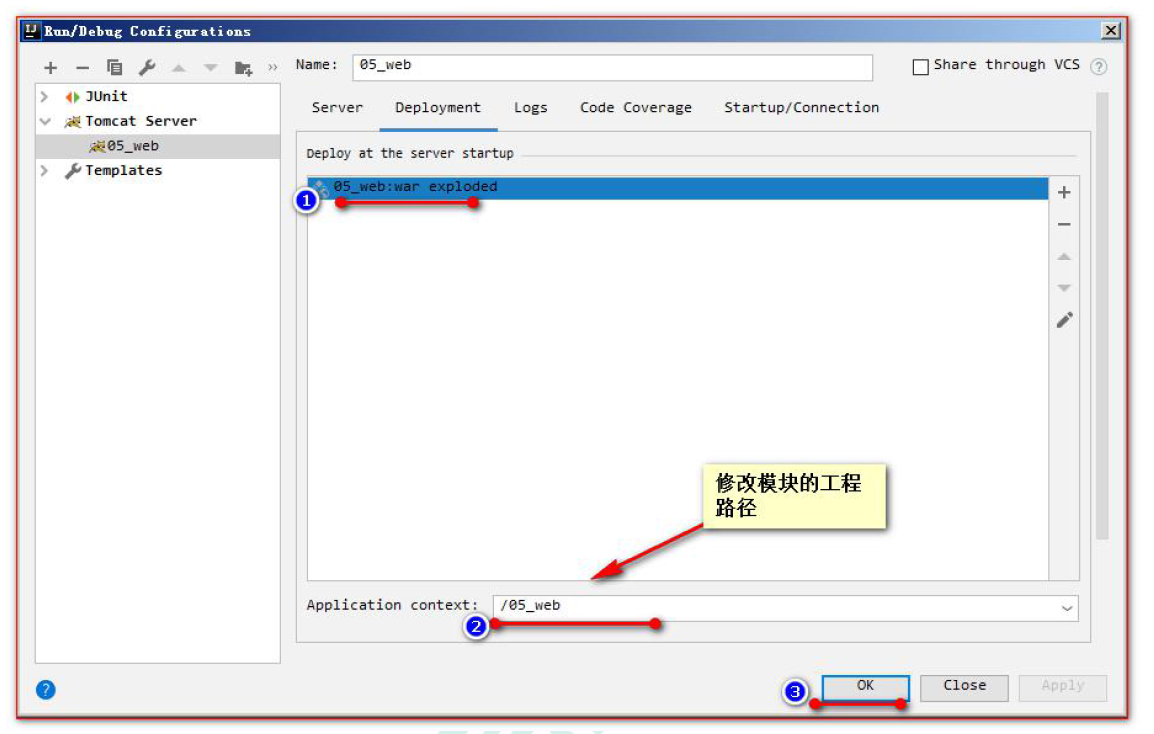 Run/Debug Configurations
Name: 05_web
Share through VCS ?
JUnit
Tomcat Server
05_web
Templates
Server Deployment Logs Code Coverage Startup/Connection
Deploy at the server startup
05_web:war exploded
1
修改模块的工程
路径
Application context: /05_web
2
? 3 OK Close Apply